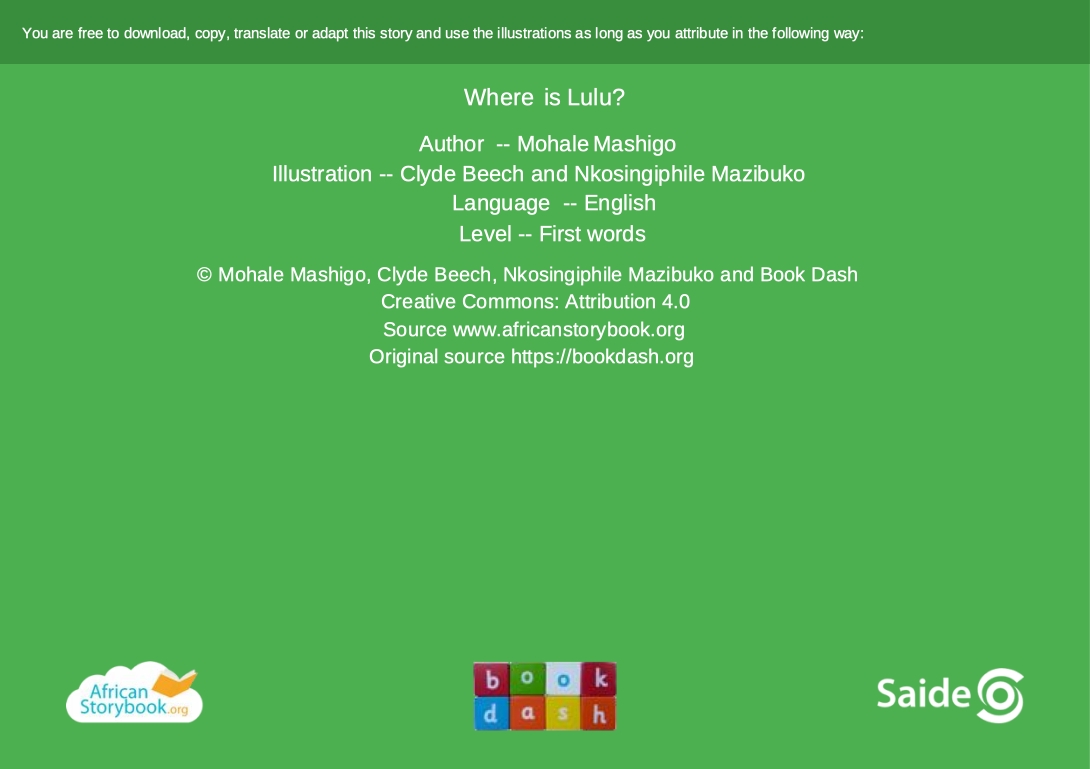 You are free to download, copy, translate or adapt this story and use the illustrations as long as you attribute in the following way:
Where is Lulu?
Author -- Mohale Mashigo
Illustration -- Clyde Beech and Nkosingiphile Mazibuko
Language -- English
Level -- First words
© Mohale Mashigo, Clyde Beech, Nkosingiphile Mazibuko and Book Dash
Creative Commons: Attribution 4.0
Source www.africanstorybook.org
Original source https://bookdash.org
African
Storybook.org
book
dash
Saide